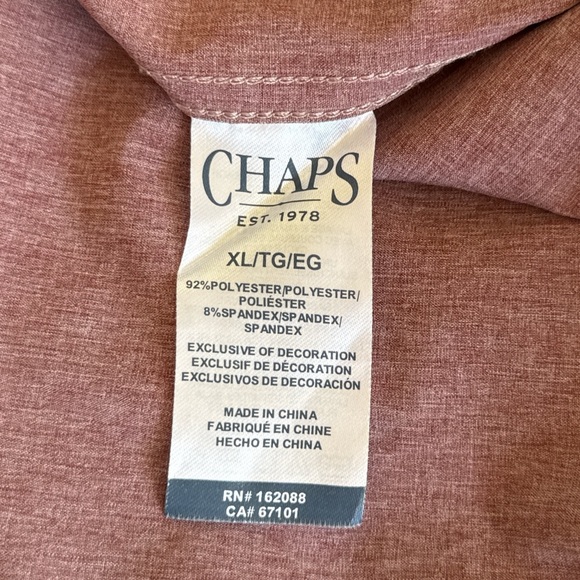 CHAPS
EST. 1978
XL/TG/EG
92%POLYESTER/POLYESTER/
POLIÉSTER
8%SPANDEX/SPANDEX/
SPANDEX
EXCLUSIVE OF DECORATION
EXCLUSIF DE DÉCORATION
EXCLUSIVOS DE DECORACIÓN
MADE IN CHINA
FABRIQUÉ EN CHINE
HECHO EN CHINA
RN# 162088
CA# 67101